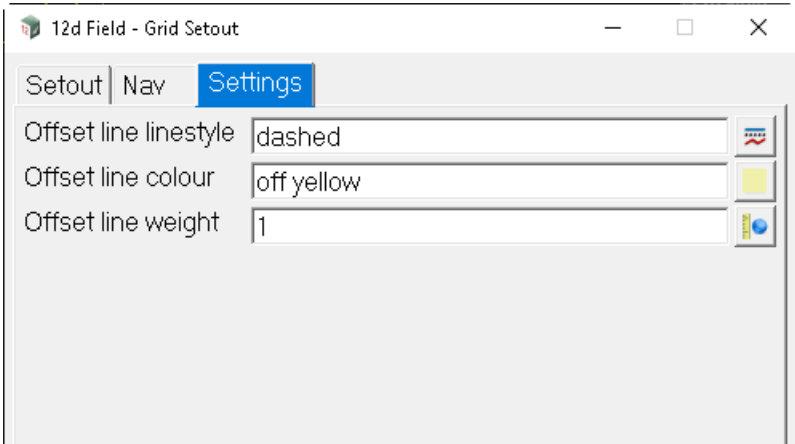 12d Field - Grid Setout
Setout Nav Settings
Offset line linestyle dashed
Offset line colour off yellow
Offset line weight 1